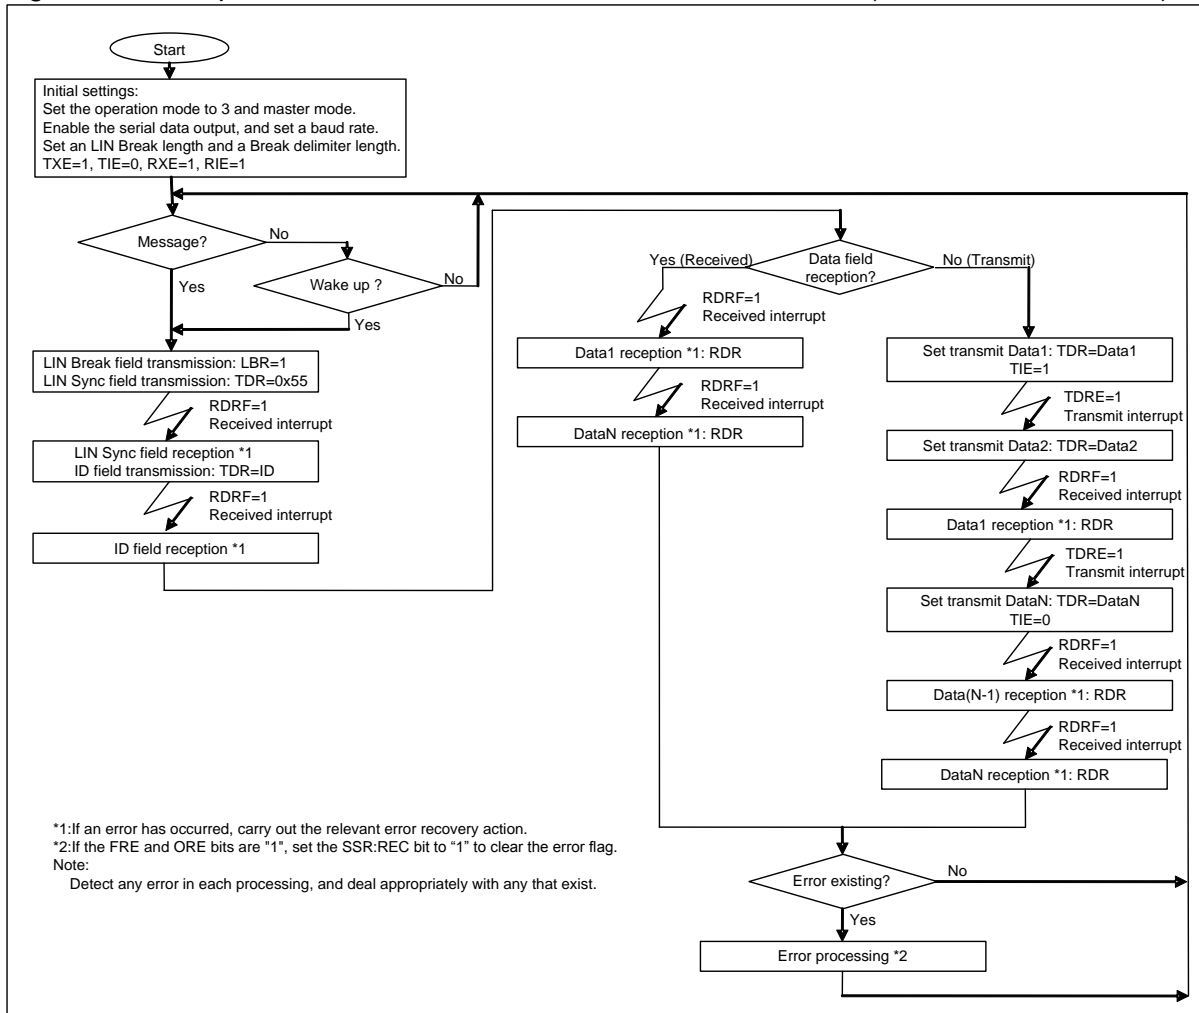 Start
Initial settings:
Set the operation mode to 3 and master mode.
Enable the serial data output, and set a baud rate.
Set an LIN Break length and a Break delimiter length.
TXE=1, TIE=0, RXE=1, RIE=1
Message?
No
Yes
Wake up ?
No
Yes
LIN Break field transmission: LBR=1
LIN Sync field transmission: TDR=0x55
RDRF=1
Received interrupt
LIN Sync field reception *1
ID field transmission: TDR=ID
RDRF=1
Received interrupt
ID field reception *1
Data field
reception?
Yes (Received)
No (Transmit)
RDRF=1
Received interrupt
Data1 reception *1: RDR
RDRF=1
Received interrupt
DataN reception *1: RDR
Set transmit Data1: TDR=Data1
TIE=1
TDRE=1
Transmit interrupt
Set transmit Data2: TDR=Data2
RDRF=1
Received interrupt
Data1 reception *1: RDR
TDRE=1
Transmit interrupt
Set transmit DataN: TDR=DataN
TIE=0
RDRF=1
Received interrupt
Data(N-1) reception *1: RDR
RDRF=1
Received interrupt
DataN reception *1: RDR
Error existing?
No
Yes
Error processing *2
*1:If an error has occurred, carry out the relevant error recovery action.
*2:If the FRE and ORE bits are "1", set the SSR:REC bit to “1” to clear the error flag.
Note:
Detect any error in each processing, and deal appropriately with any that exist.